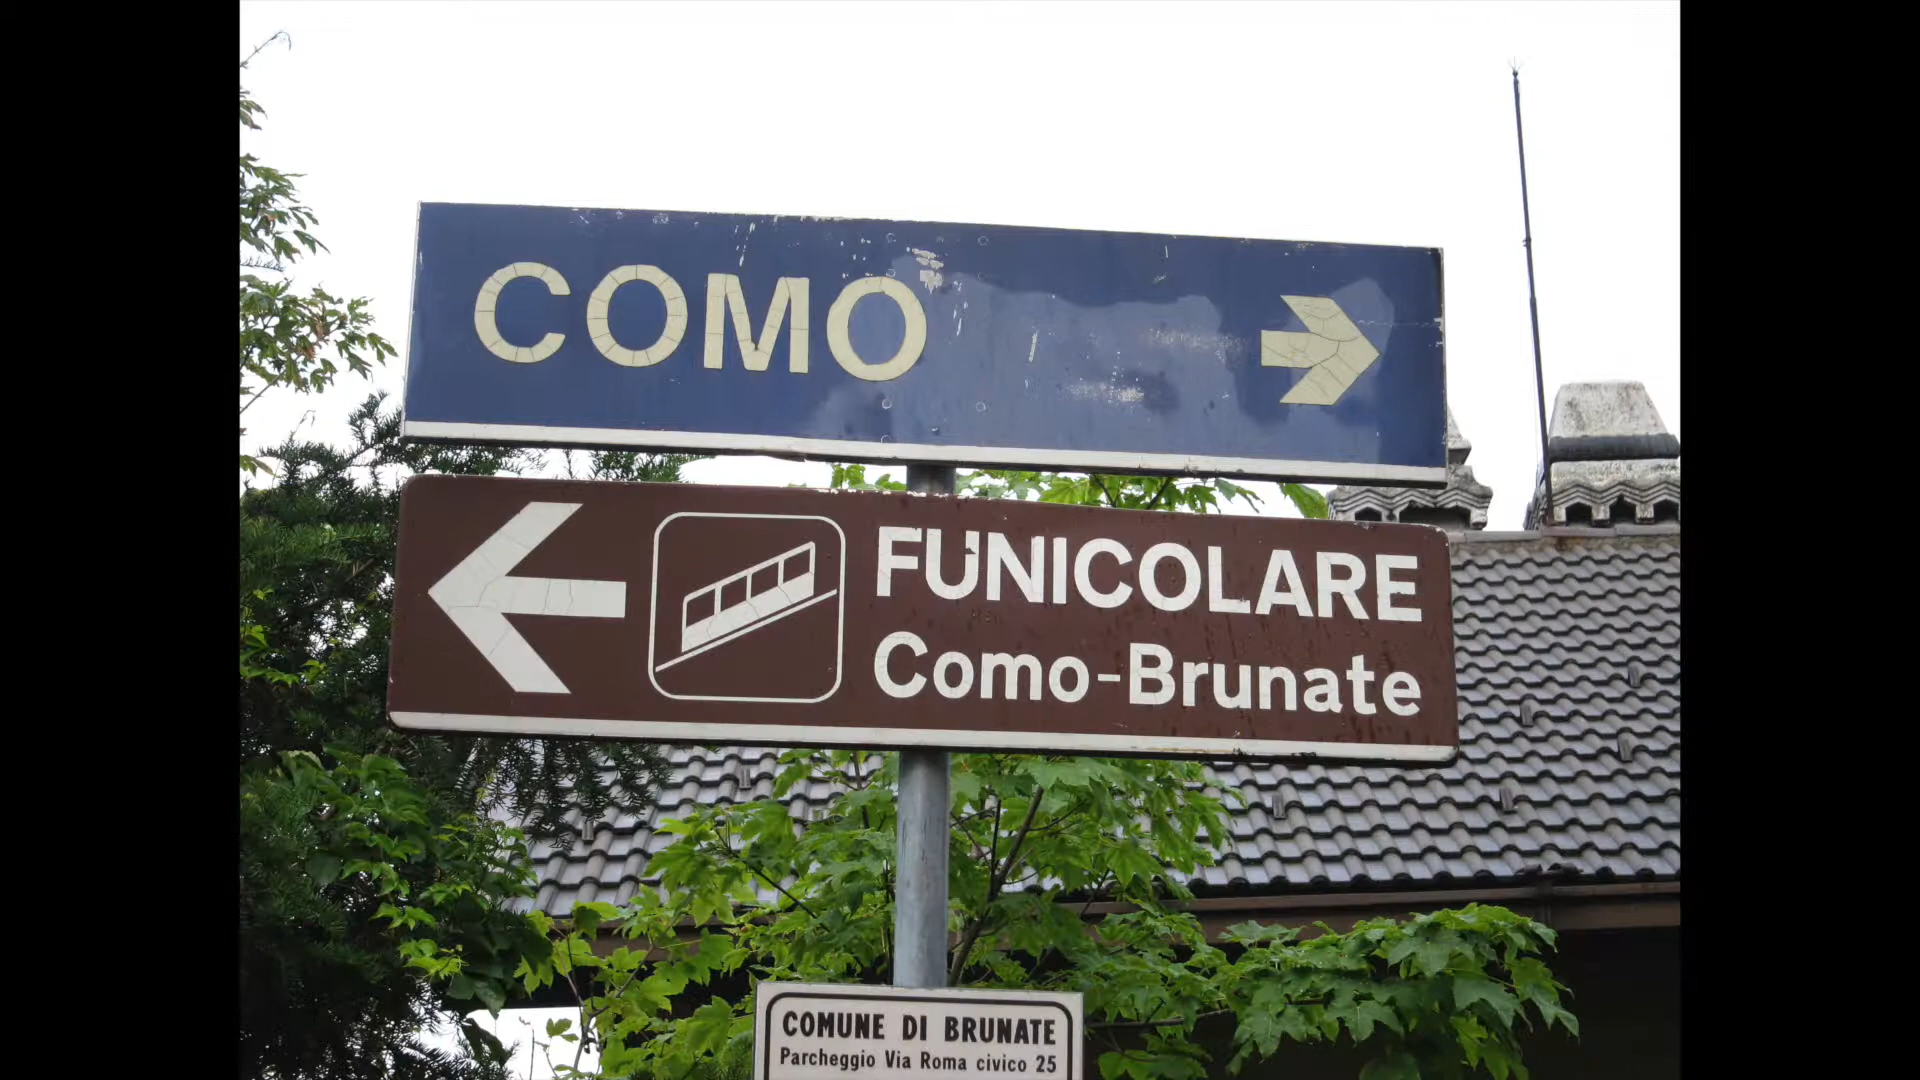 COMO
FUNICOLARE
Como-Brunate
COMUNE DI BRUNATE
Parcheggio Via Roma civico 25